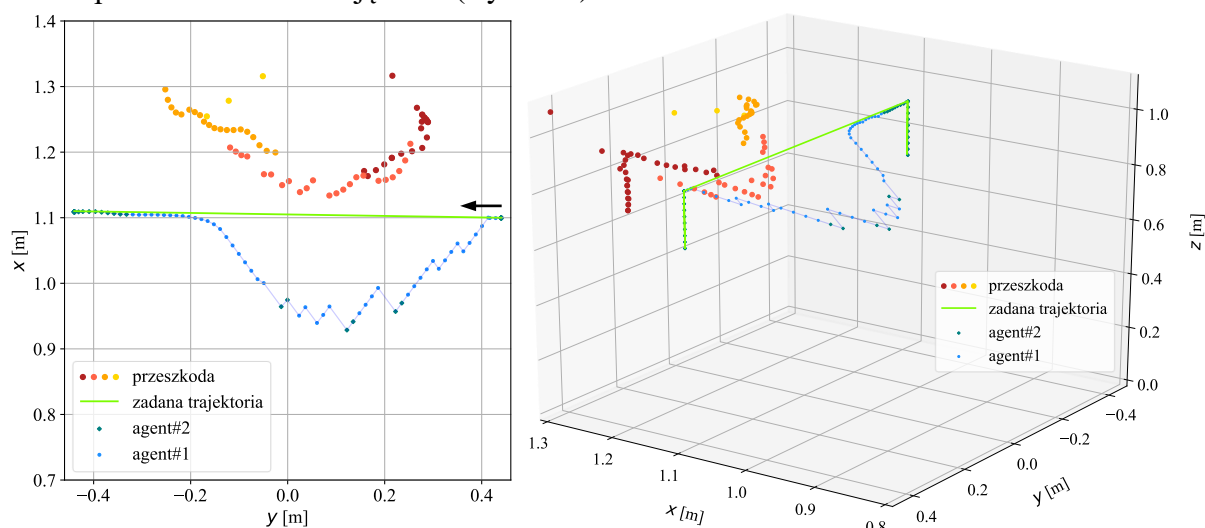 1.4
1.3
1.2
1.1
1.0
0.9
0.8
0.7
x [m]
−0.4
−0.2
0.0
0.2
0.4
y [m]
przeszkoda
zadana trajektoria
agent#2
agent#1
1.0
0.8
0.6
0.4
0.2
0.0
z [m]
przeszkoda
zadana trajektoria
agent#2
agent#1
1.3
1.2
1.1
1.0
0.9
0.8
x [m]
−0.4
−0.2
0.0
0.2
0.4
y [m]